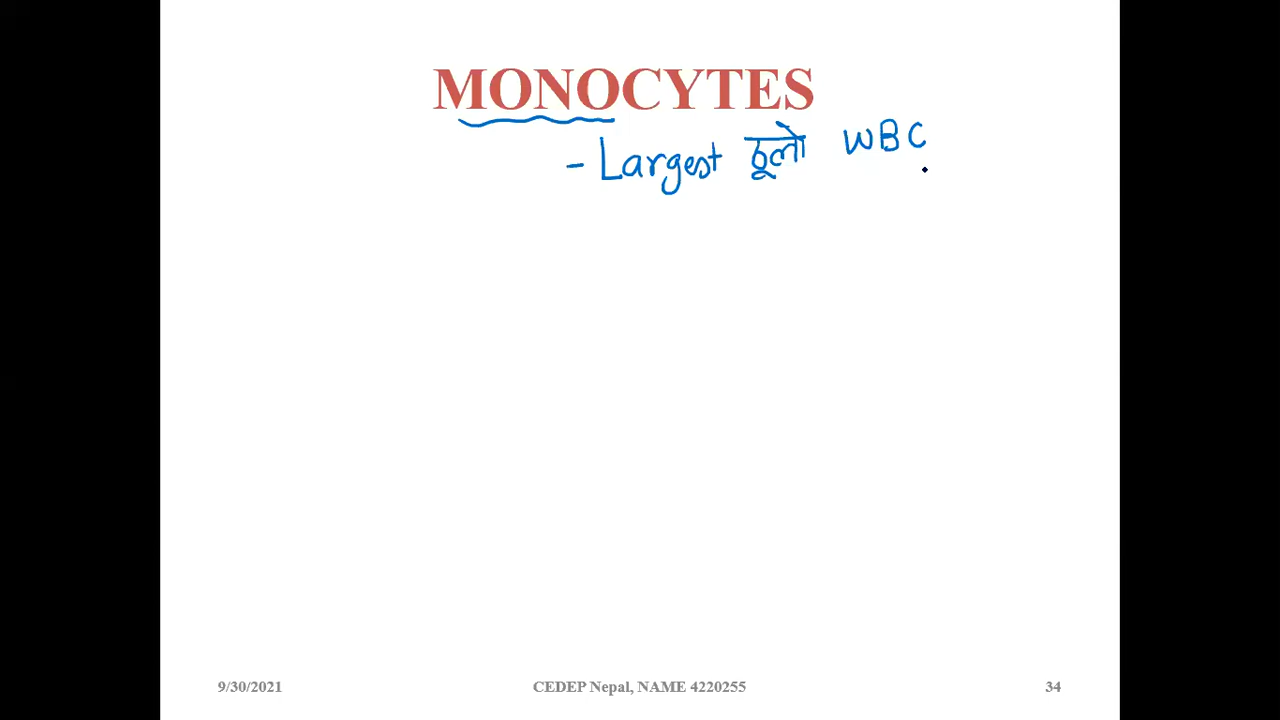 MONOCYTES
- Largest ठूलो WBC
9/30/2021 CEDEP Nepal, NAME 4220255 34